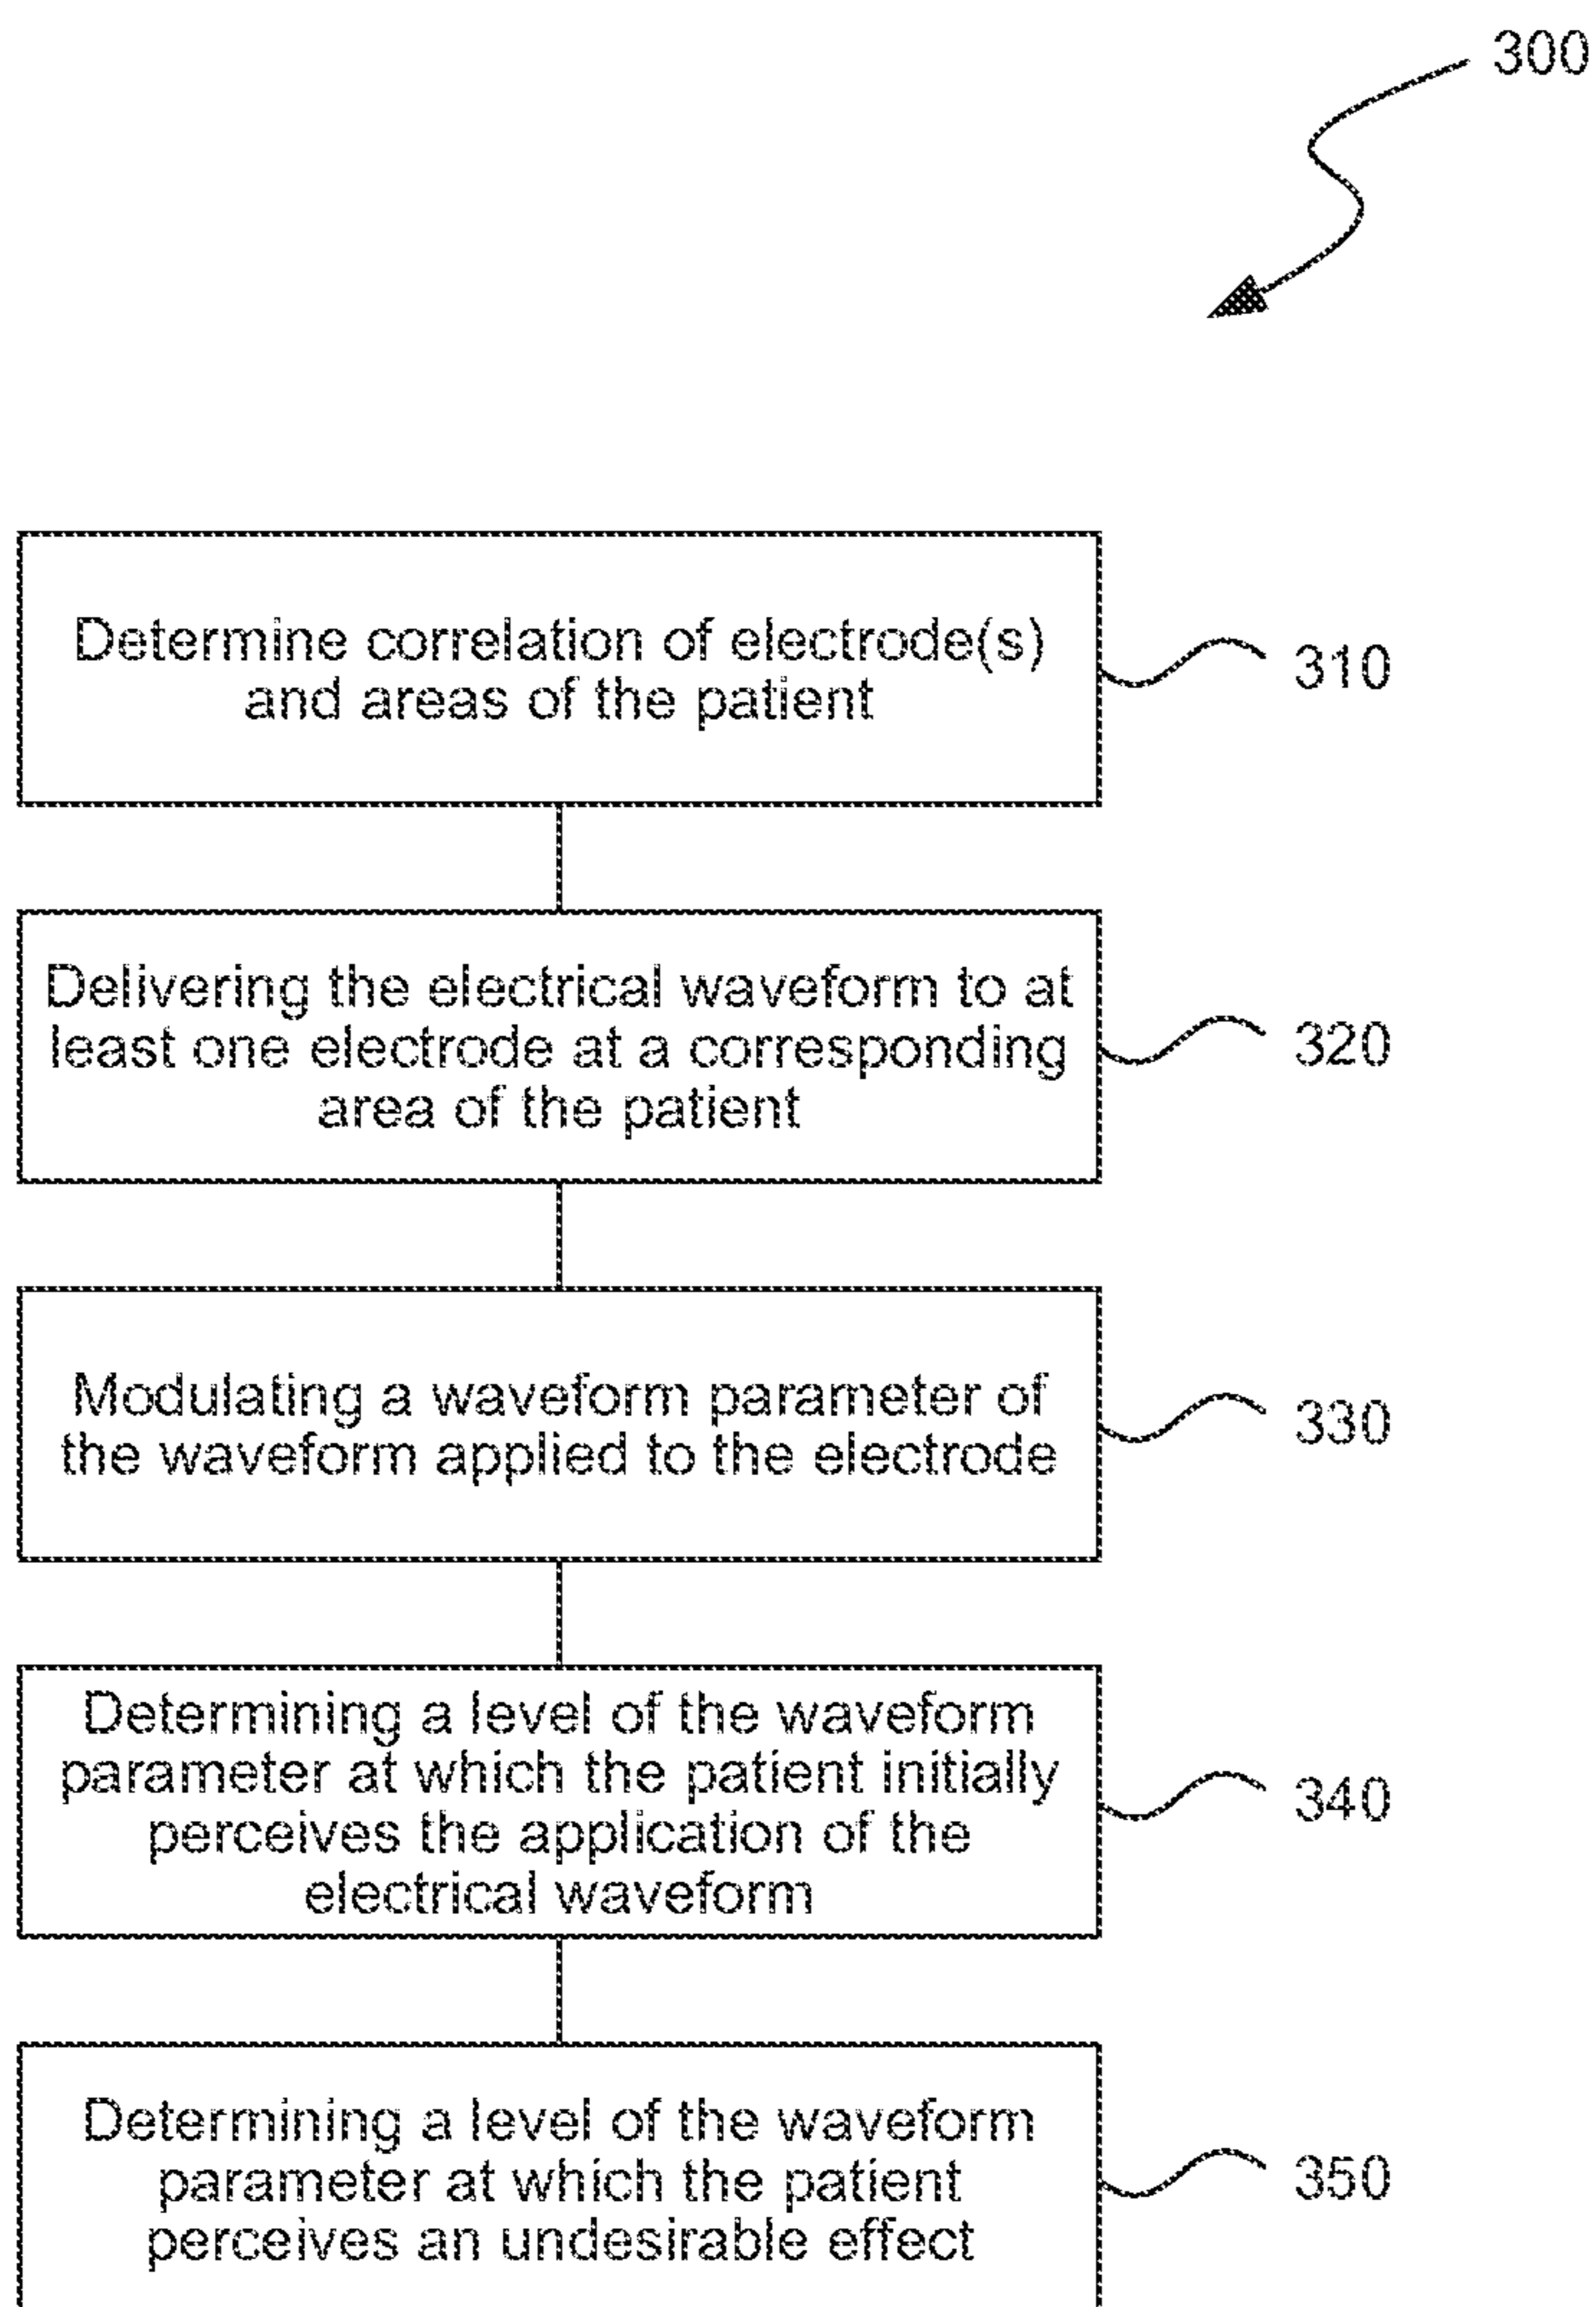 300
Determine correlation of electrode(s)
and areas of the patient
310
Delivering the electrical waveform to at
least one electrode at a corresponding
area of the patient
320
Modulating a waveform parameter of
the waveform applied to the electrode
330
Determining a level of the waveform
parameter at which the patient initially
perceives the application of the
electrical waveform
340
Determining a level of the waveform
parameter at which the patient
perceives an undesirable effect
350